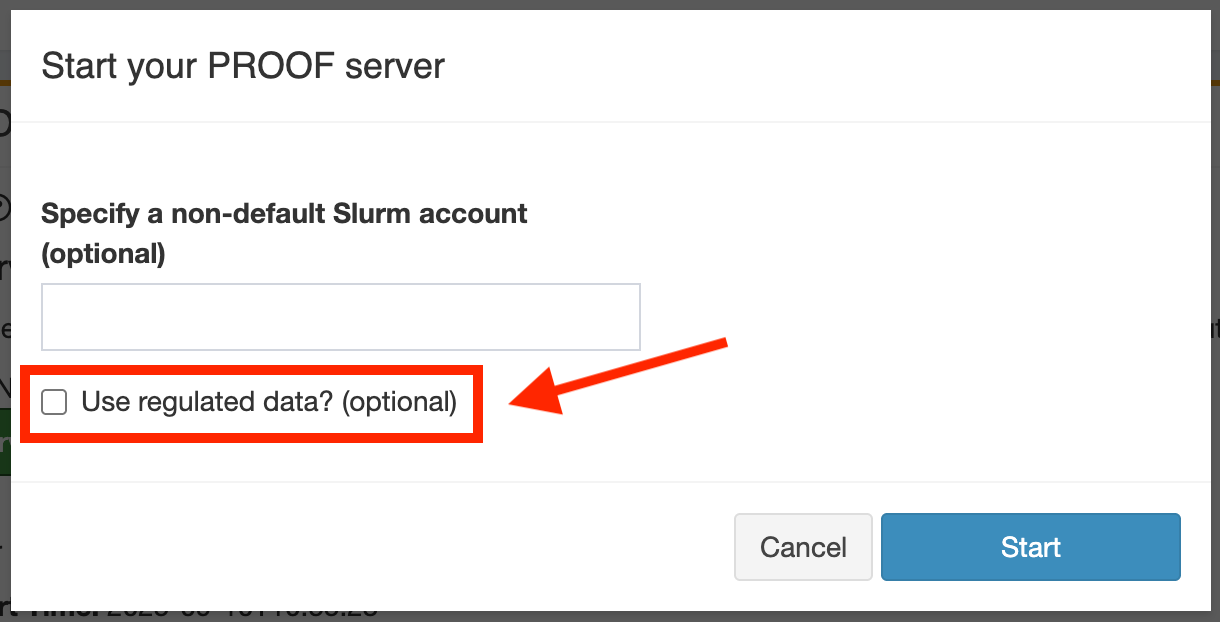 Start your PROOF server
Specify a non-default Slurm account
(optional)
Use regulated data? (optional)
Cancel
Start